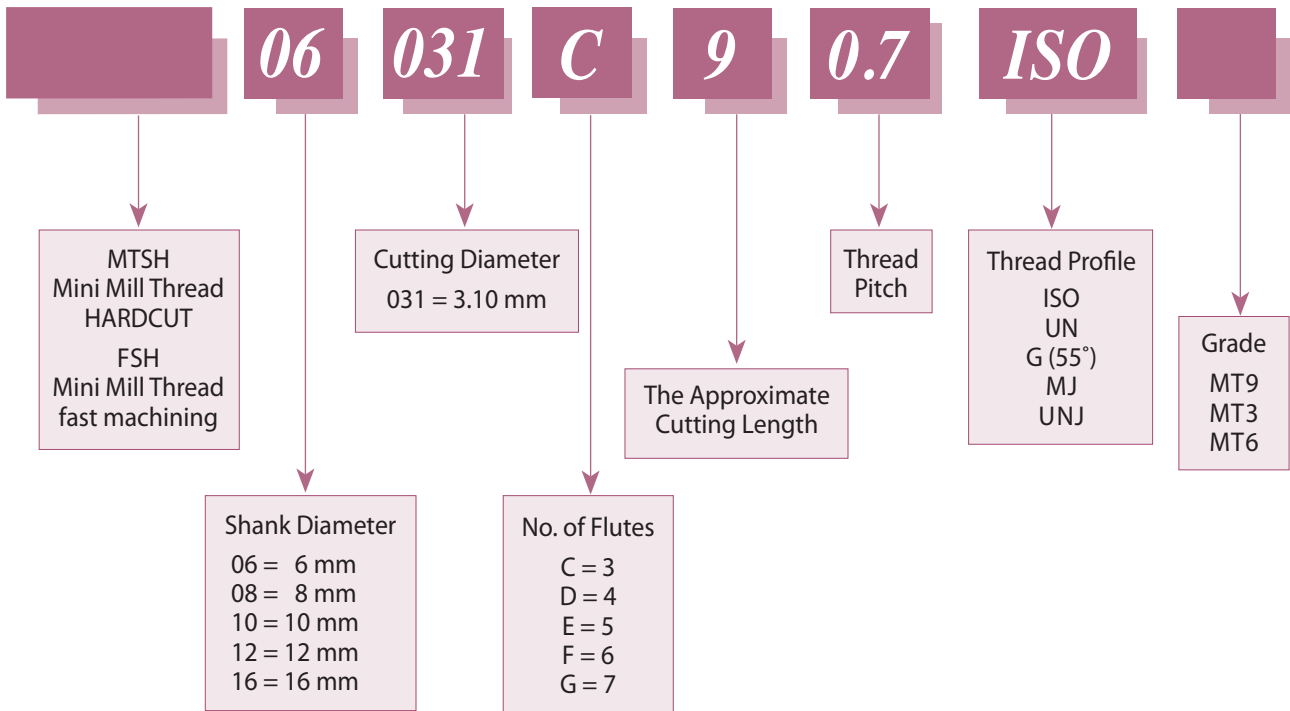 06 031 C 9 0.7 ISO
MTSH
Mini Mill Thread
HARDCUT
FSH
Mini Mill Thread
fast machining
Shank Diameter
06 = 6 mm
08 = 8 mm
10 = 10 mm
12 = 12 mm
16 = 16 mm
Cutting Diameter
031 = 3.10 mm
No. of Flutes
C = 3
D = 4
E = 5
F = 6
G = 7
The Approximate
Cutting Length
Thread
Pitch
Thread Profile
ISO
UN
G (55°)
MJ
UNJ
Grade
MT9
MT3
MT6